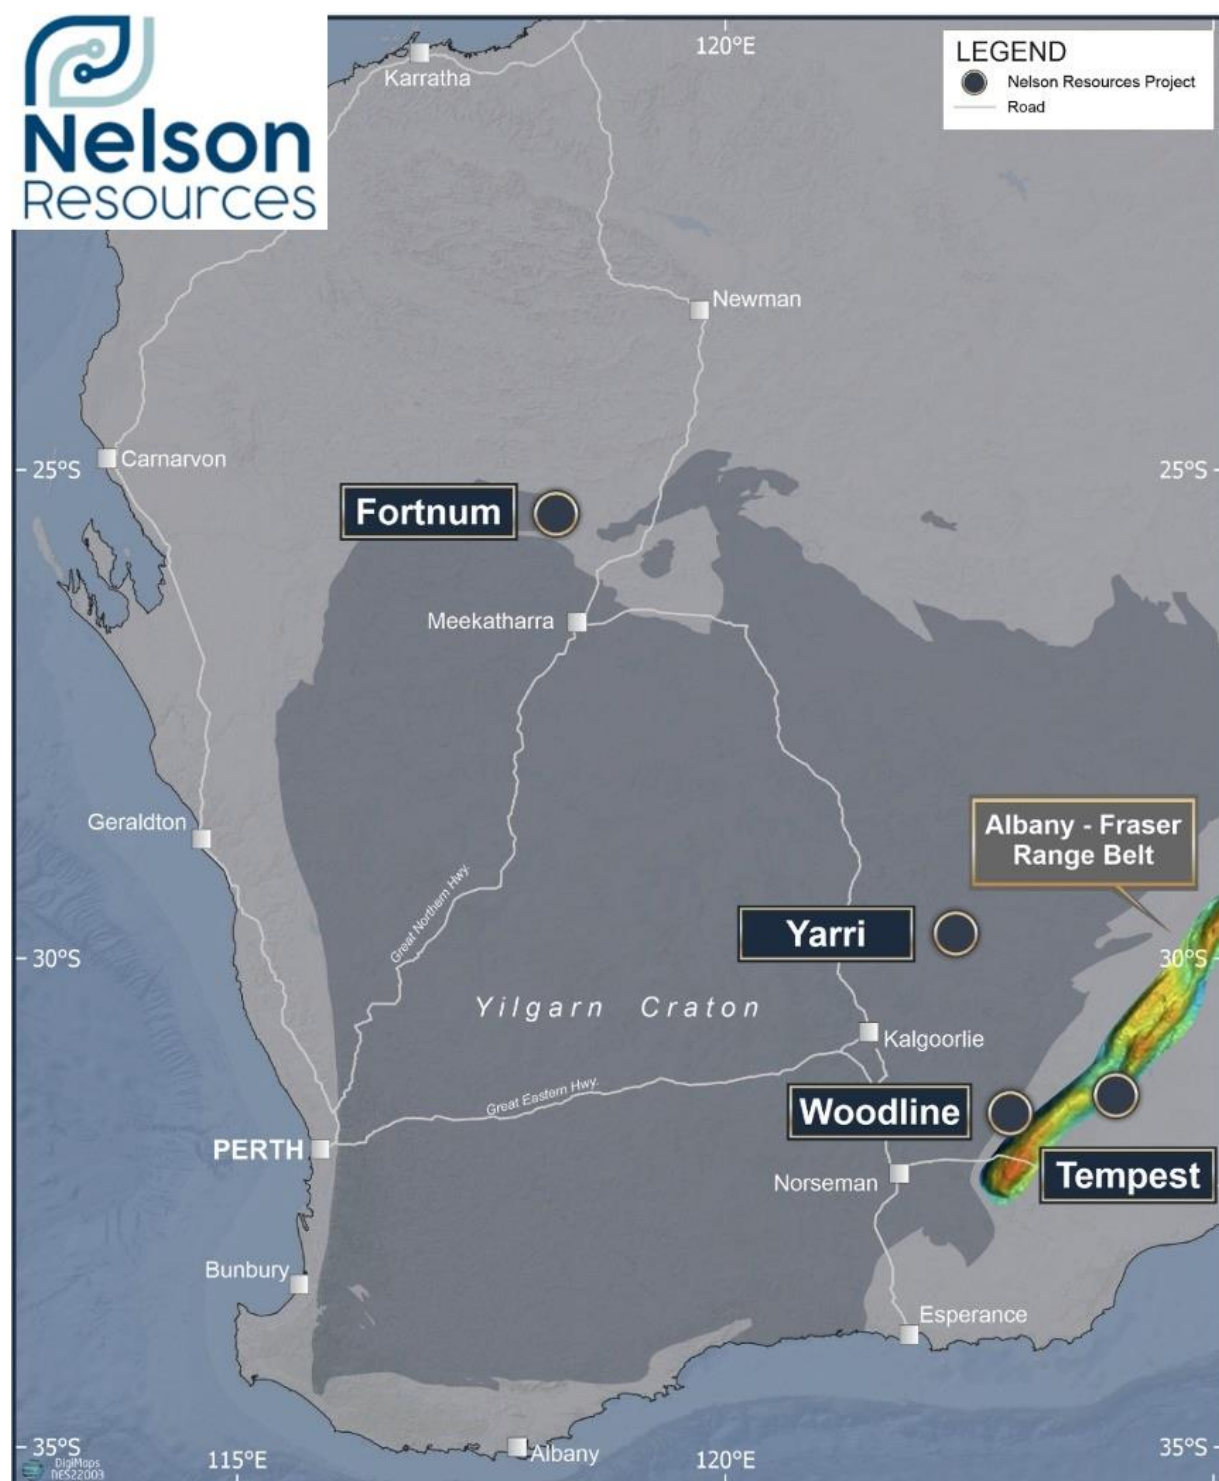 Nelson
Resources
120°E
LEGEND
Nelson Resources Project
Road
Karratha
Newman
Carnarvon
25°S
25°S
Fortnum
Meekatharra
Geraldton
Albany - Fraser
Range Belt
Great Northern Hwy.
Yarri
30°S
30°S
Yilgarn Craton
Kalgoorlie
Great Eastern Hwy.
Woodline
PERTH
Norseman
Tempest
Bunbury
Esperance
35°S
DigiMaps
NES22003
115°E
Albany
120°E
35°S